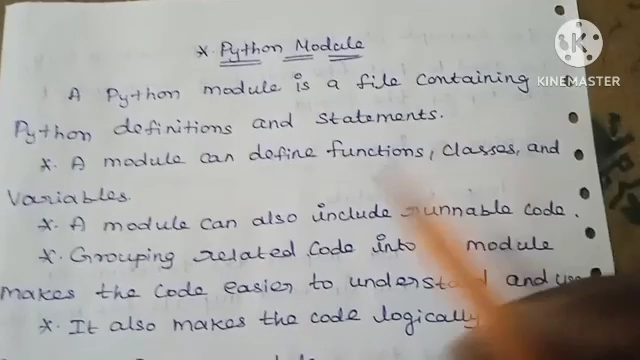 * Python Module
A Python module is a file containing
Python definitions and statements.
* A module can define functions, classes, and
variables.
* A module can also include runnable code.
* Grouping related code into module
makes the code easier to understand and
* It also makes the code logically
KINEMASTER